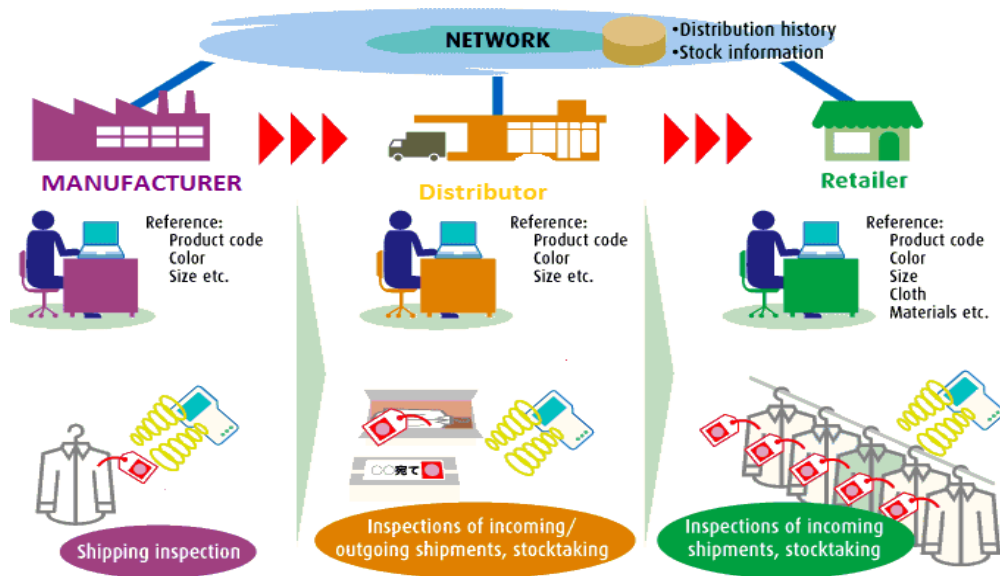 NETWORK
•Distribution history
•Stock information
MANUFACTURER
Distributor
Retailer
Reference:
Product code
Color
Size etc.
Reference:
Product code
Color
Size etc.
Reference:
Product code
Color
Size
Cloth
Materials etc.
○○宛て
Shipping inspection
Inspections of incoming/
outgoing shipments, stocktaking
Inspections of incoming
shipments, stocktaking